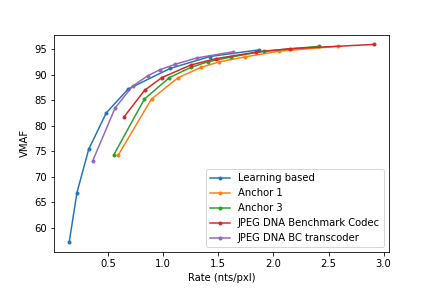 95
90
85
80
75
70
65
60
VMAF
0.5 1.0 1.5 2.0 2.5 3.0
Rate (nts/pxl)
Learning based
Anchor 1
Anchor 3
JPEG DNA Benchmark Codec
JPEG DNA BC transcoder